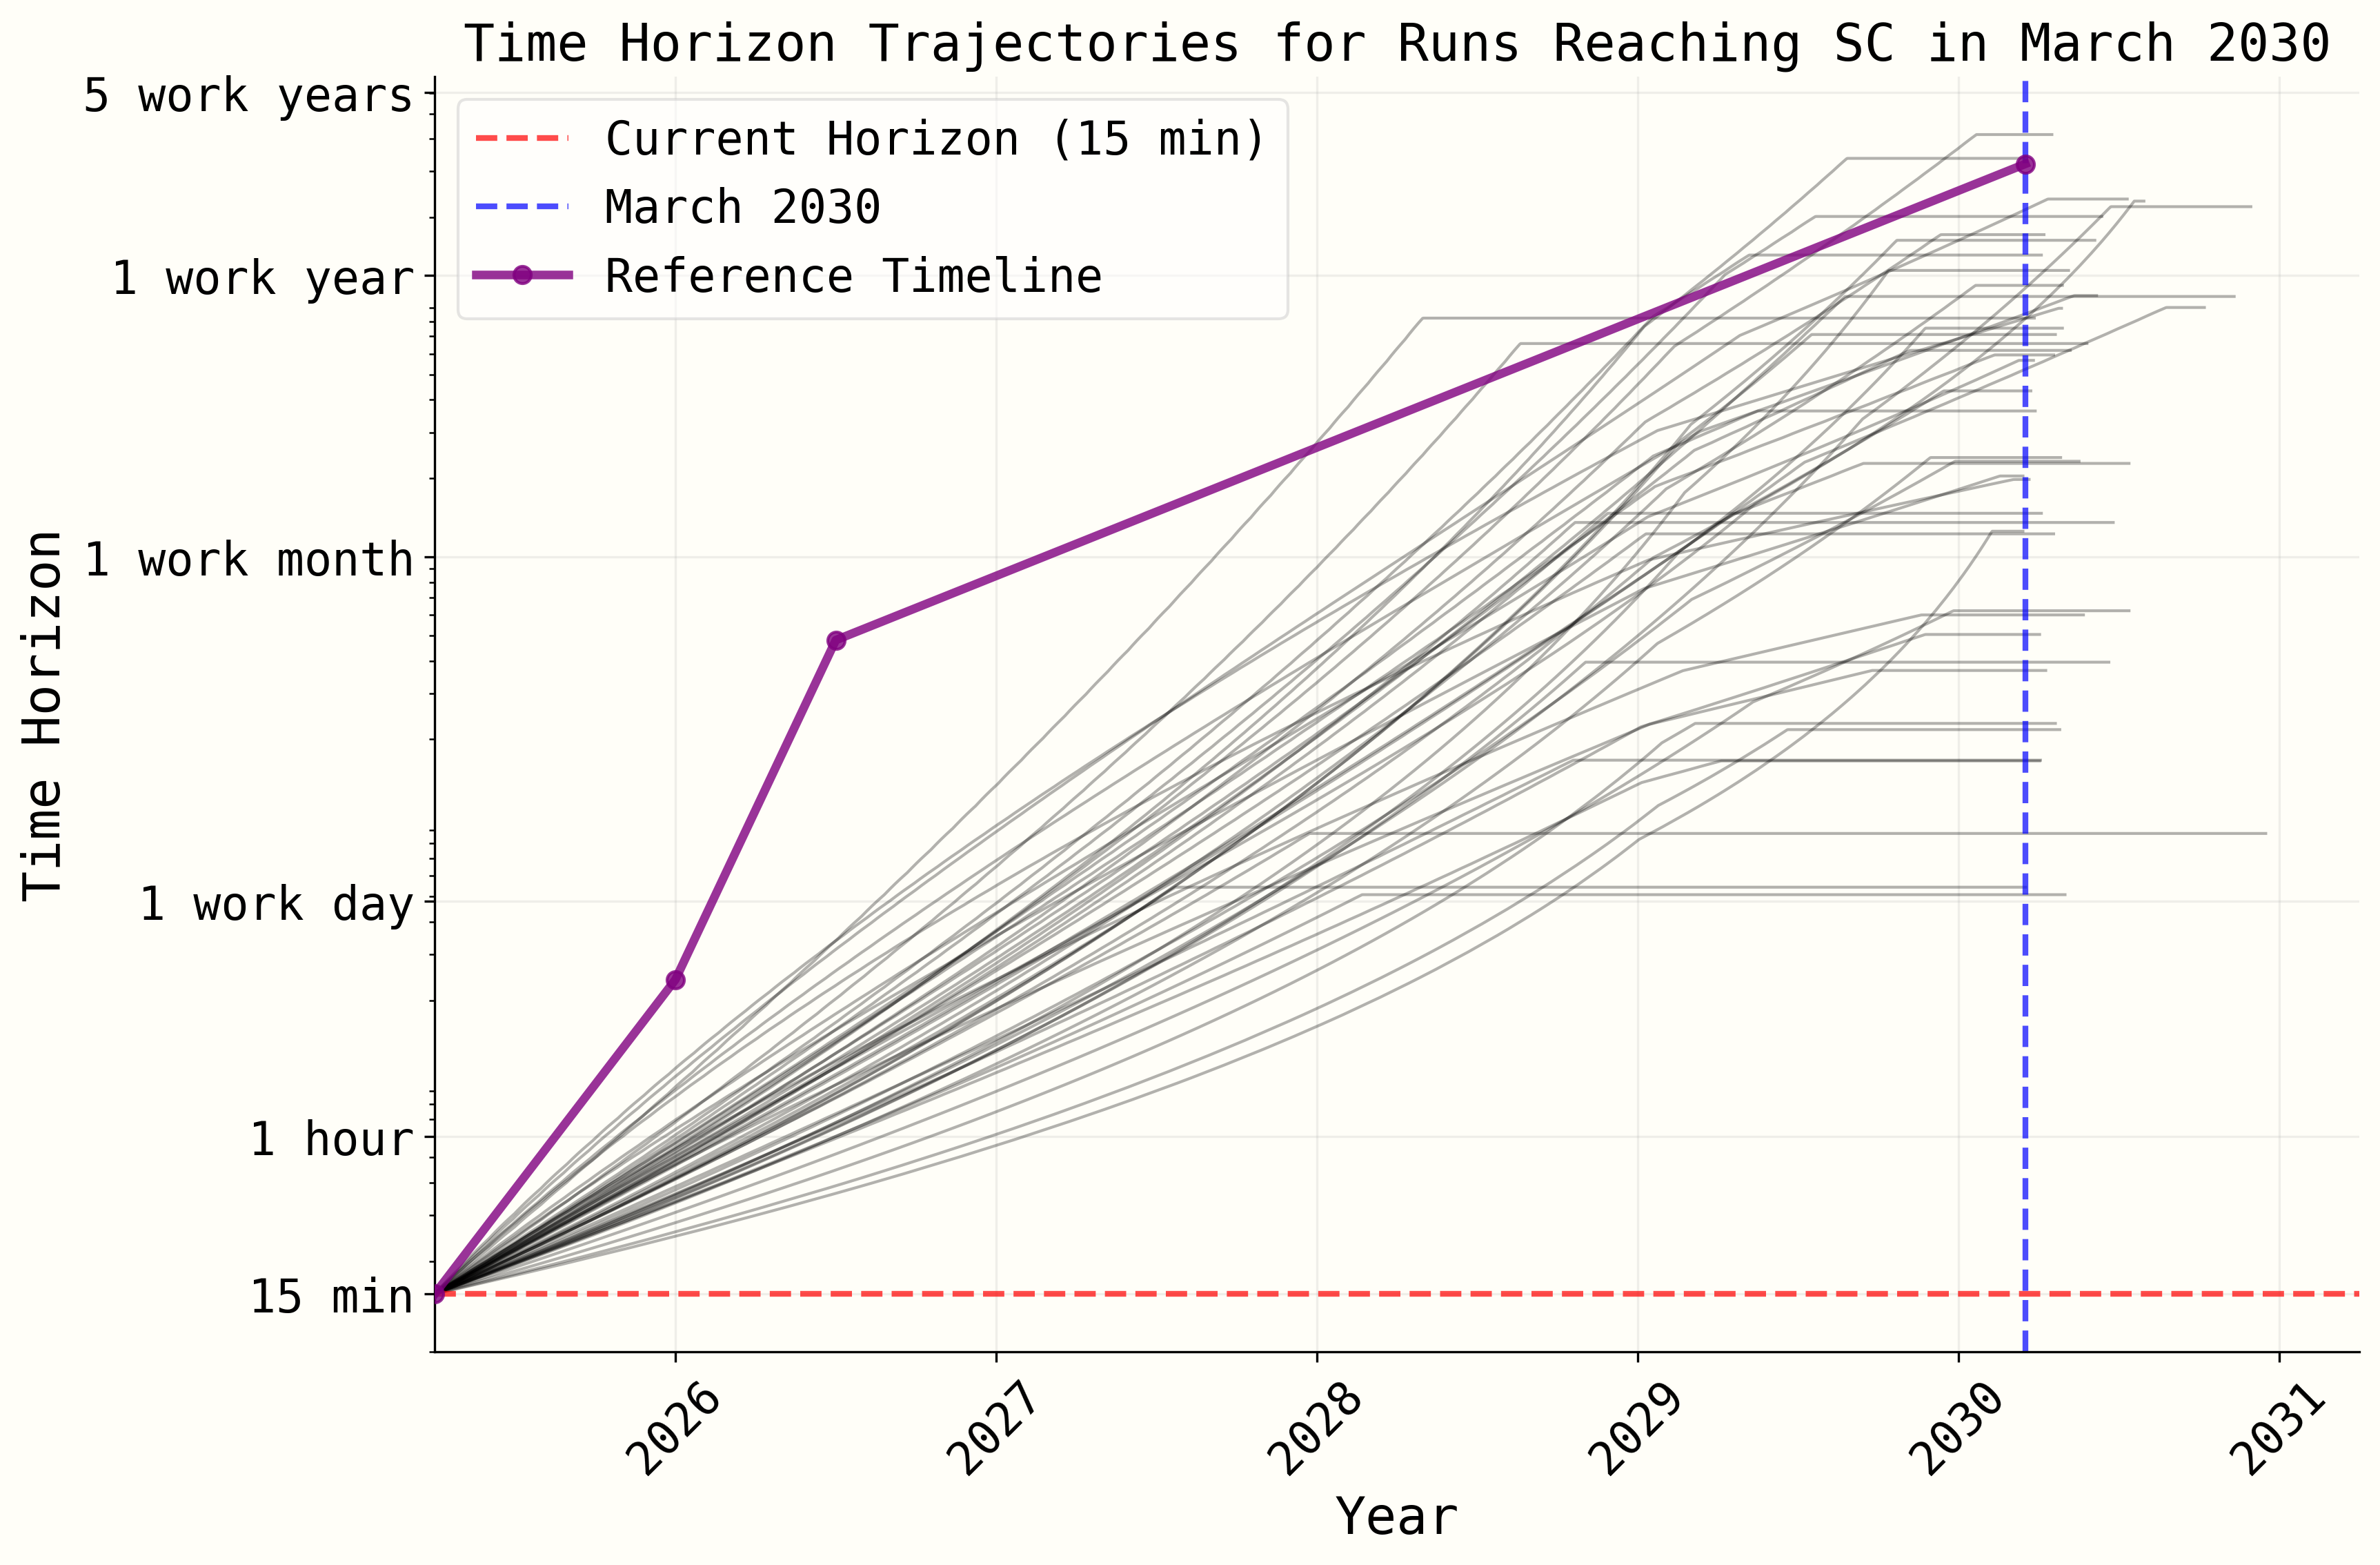 Time Horizon Trajectories for Runs Reaching SC in March 2030
5 work years
1 work year
1 work month
1 work day
1 hour
15 min
Time Horizon
Current Horizon (15 min)
March 2030
Reference Timeline
2026
2027
2028
2029
2030
2031
Year